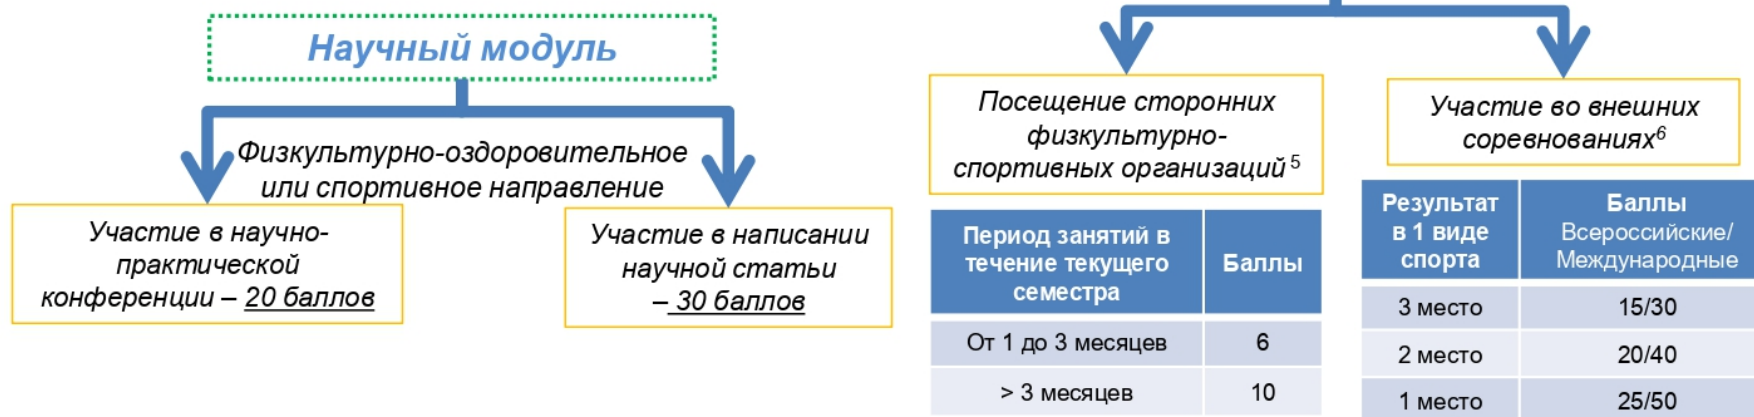 Научный модуль
Физкультурно-оздоровительное
или спортивное направление
Участие в научно-
практической
конференции – 20 баллов
Участие в написании
научной статьи
– 30 баллов
Посещение сторонних
физкультурно-
спортивных организаций 5
Период занятий в
течение текущего
семестра
Баллы
От 1 до 3 месяцев
6
> 3 месяцев
10
Участие во внешних
соревнованиях6
Результат
в 1 виде
спорта
Баллы
Всероссийские/
Международные
3 место
15/30
2 место
20/40
1 место
25/50